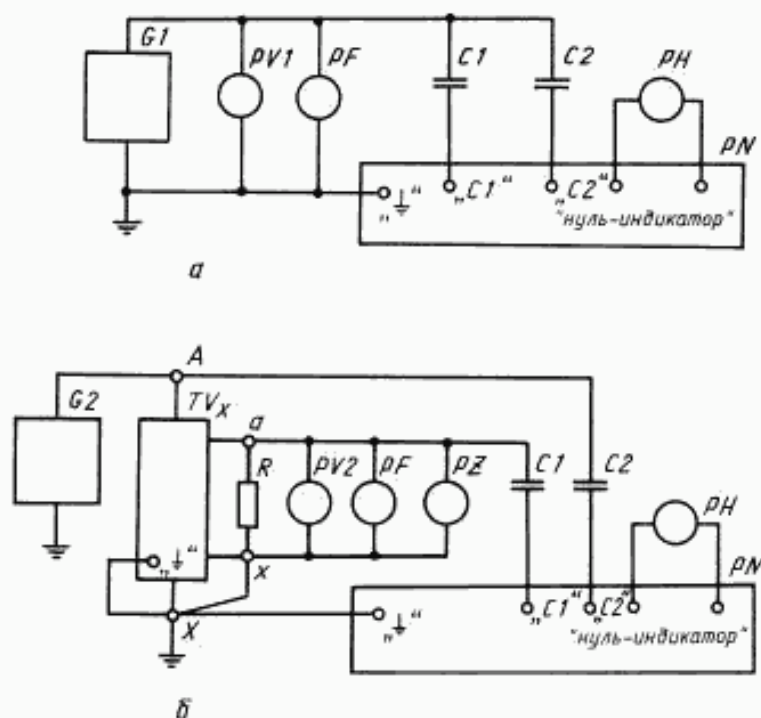 G1
PV1
PF
C1
C2
PH
PN
„⏚“
„C1“
„C2“
"нуль-индикатор"
а
A
G2
TVx
a
R
PV2
PF
PZ
C1
C2
PH
PN
„⏚“
x
X
„⏚“
„C1“
„C2“
"нуль-индикатор"
б